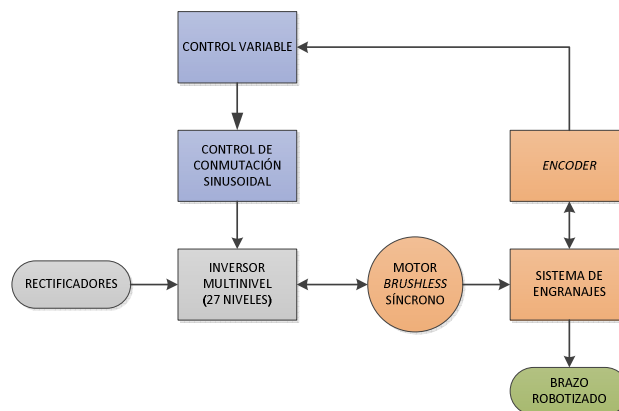 CONTROL VARIABLE
CONTROL DE
CONMUTACIÓN
SINUSOIDAL
ENCODER
RECTIFICADORES
INVERSOR
MULTINIVEL
(27 NIVELES)
MOTOR
BRUSHLESS
SÍNCRONO
SISTEMA DE
ENGRANAJES
BRAZO
ROBOTIZADO